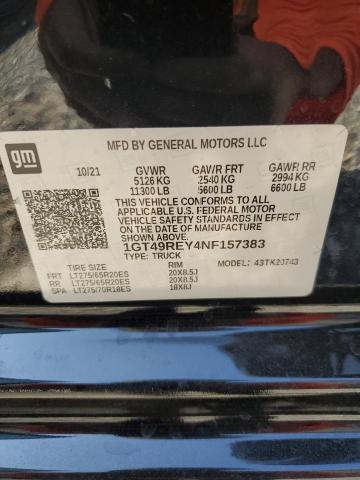 gm
MFD BY GENERAL MOTORS LLC
10/21 GVWR GAWR FRT GAWR RR
5126 KG 2540 KG 2994 KG
11300 LB 5600 LB 6600 LB
THIS VEHICLE CONFORMS TO ALL
APPLICABLE U.S. FEDERAL MOTOR
VEHICLE SAFETY STANDARDS IN EFFECT
ON THE DATE OF MANUFACTURE SHOWN ABOVE.
1GT49REY4NF157383
TYPE: TRUCK MODEL: 43TK20743
TIRE SIZE RIM
FRT LT275/65R20ES 20X8.5J
RR LT275/65R20ES 20X8.5J
SPA LT275/70R18ES 18X8J